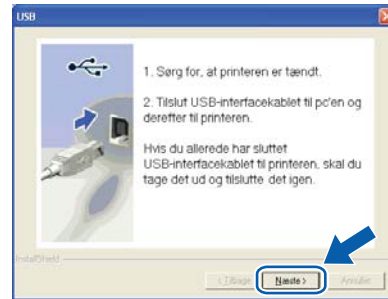 USB
1. Sørg for, at printeren er tændt.
2. Tilslut USB-interfacekablet til pc'en og
derefter til printeren.
Hvis du allerede har sluttet
USB-interfacekablet til printeren, skal du
tage det ud og tilslutte det igen.
InstallShield
< Tilbage
Næste >
Annuller